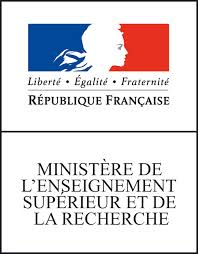 Liberté • Égalité • Fraternité
RÉPUBLIQUE FRANÇAISE
MINISTÈRE DE
L'ENSEIGNEMENT
SUPÉRIEUR ET DE
LA RECHERCHE